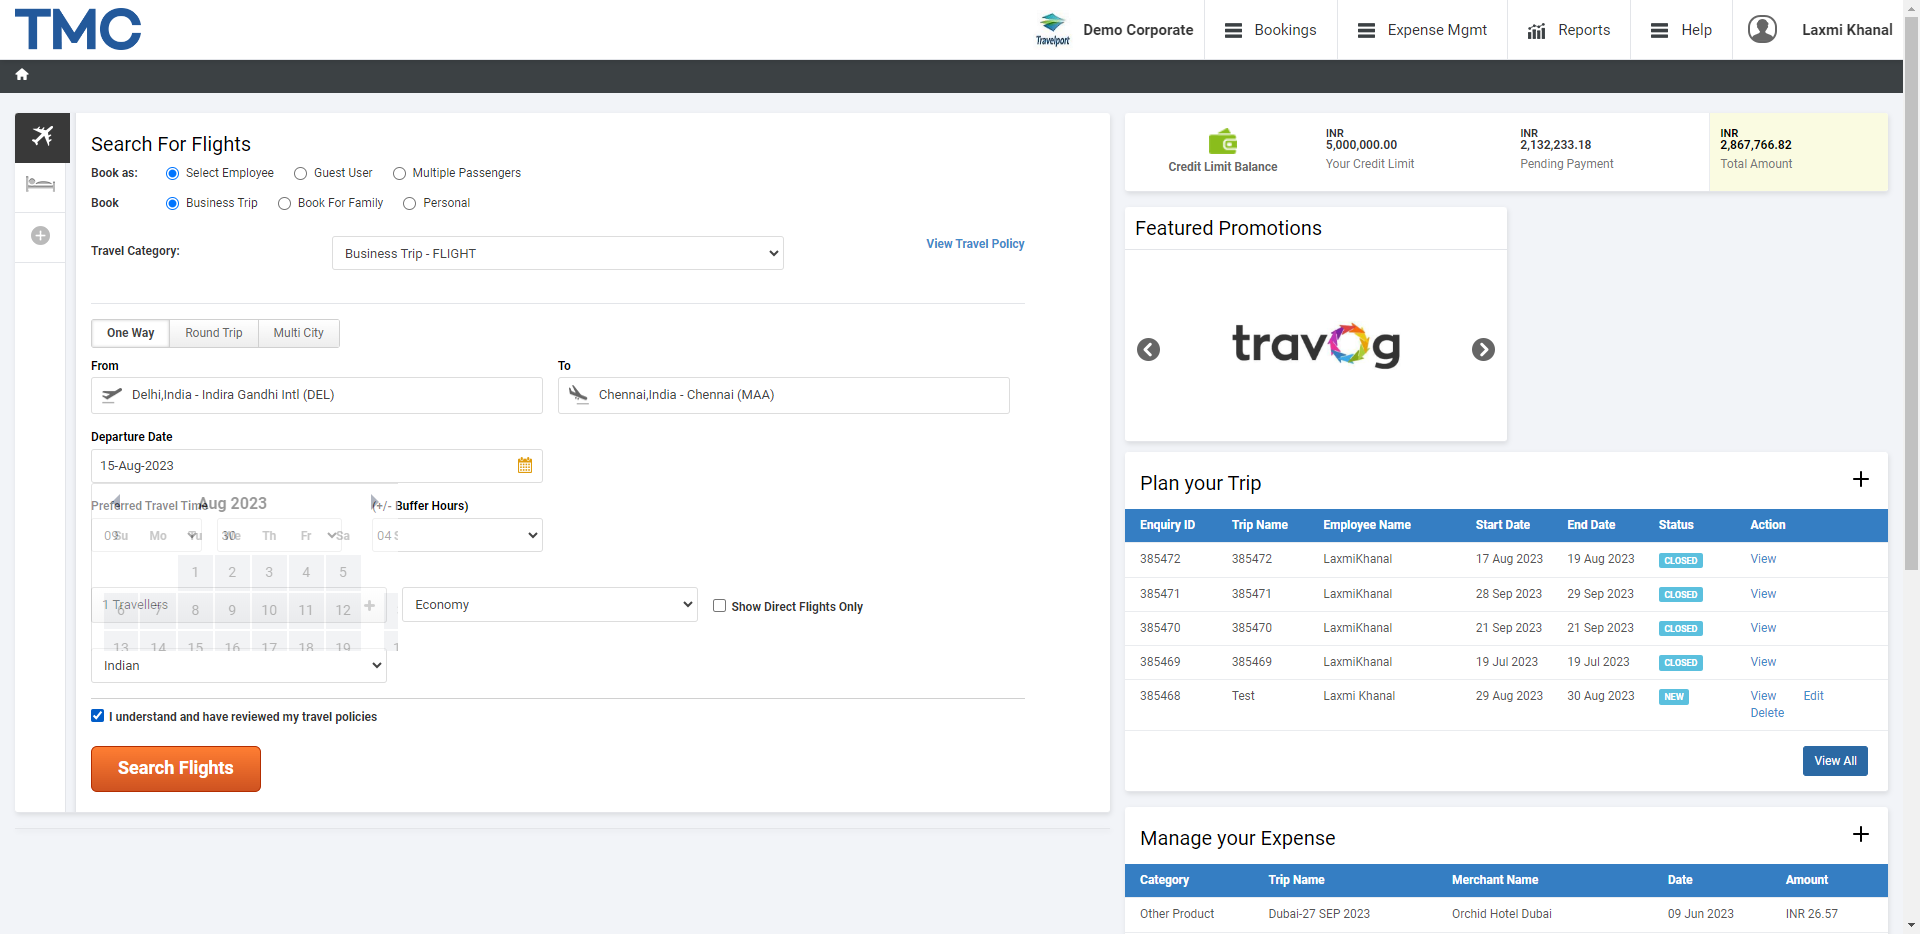 TMC
Travelport
Demo Corporate
Bookings
Expense Mgmt
Reports
Help
Laxmi Khanal
Search For Flights
Book as: Select Employee Guest User Multiple Passengers
Book Business Trip Book For Family Personal
Travel Category: Business Trip - FLIGHT View Travel Policy
One Way Round Trip Multi City
From To
Delhi,India - Indira Gandhi Intl (DEL) Chennai,India - Chennai (MAA)
Departure Date
15-Aug-2023
Preferred Travel Time Aug 2023 (+/- Buffer Hours)
09 30 04
Su Mo Tu We Th Fr Sa
1 2 3 4 5
1 Travellers
6 7 8 9 10 11 12
Economy Show Direct Flights Only
13 14 15 16 17 18 19
Indian
I understand and have reviewed my travel policies
Search Flights
Credit Limit Balance
INR
5,000,000.00
Your Credit Limit
INR
2,132,233.18
Pending Payment
INR
2,867,766.82
Total Amount
Featured Promotions
travog
Plan your Trip
Enquiry ID Trip Name Employee Name Start Date End Date Status Action
385472 385472 LaxmiKhanal 17 Aug 2023 19 Aug 2023 CLOSED View
385471 385471 LaxmiKhanal 28 Sep 2023 29 Sep 2023 CLOSED View
385470 385470 LaxmiKhanal 21 Sep 2023 21 Sep 2023 CLOSED View
385469 385469 LaxmiKhanal 19 Jul 2023 19 Jul 2023 CLOSED View
385468 Test Laxmi Khanal 29 Aug 2023 30 Aug 2023 NEW View Edit
Delete
View All
Manage your Expense
Category Trip Name Merchant Name Date Amount
Other Product Dubai-27 SEP 2023 Orchid Hotel Dubai 09 Jun 2023 INR 26.57